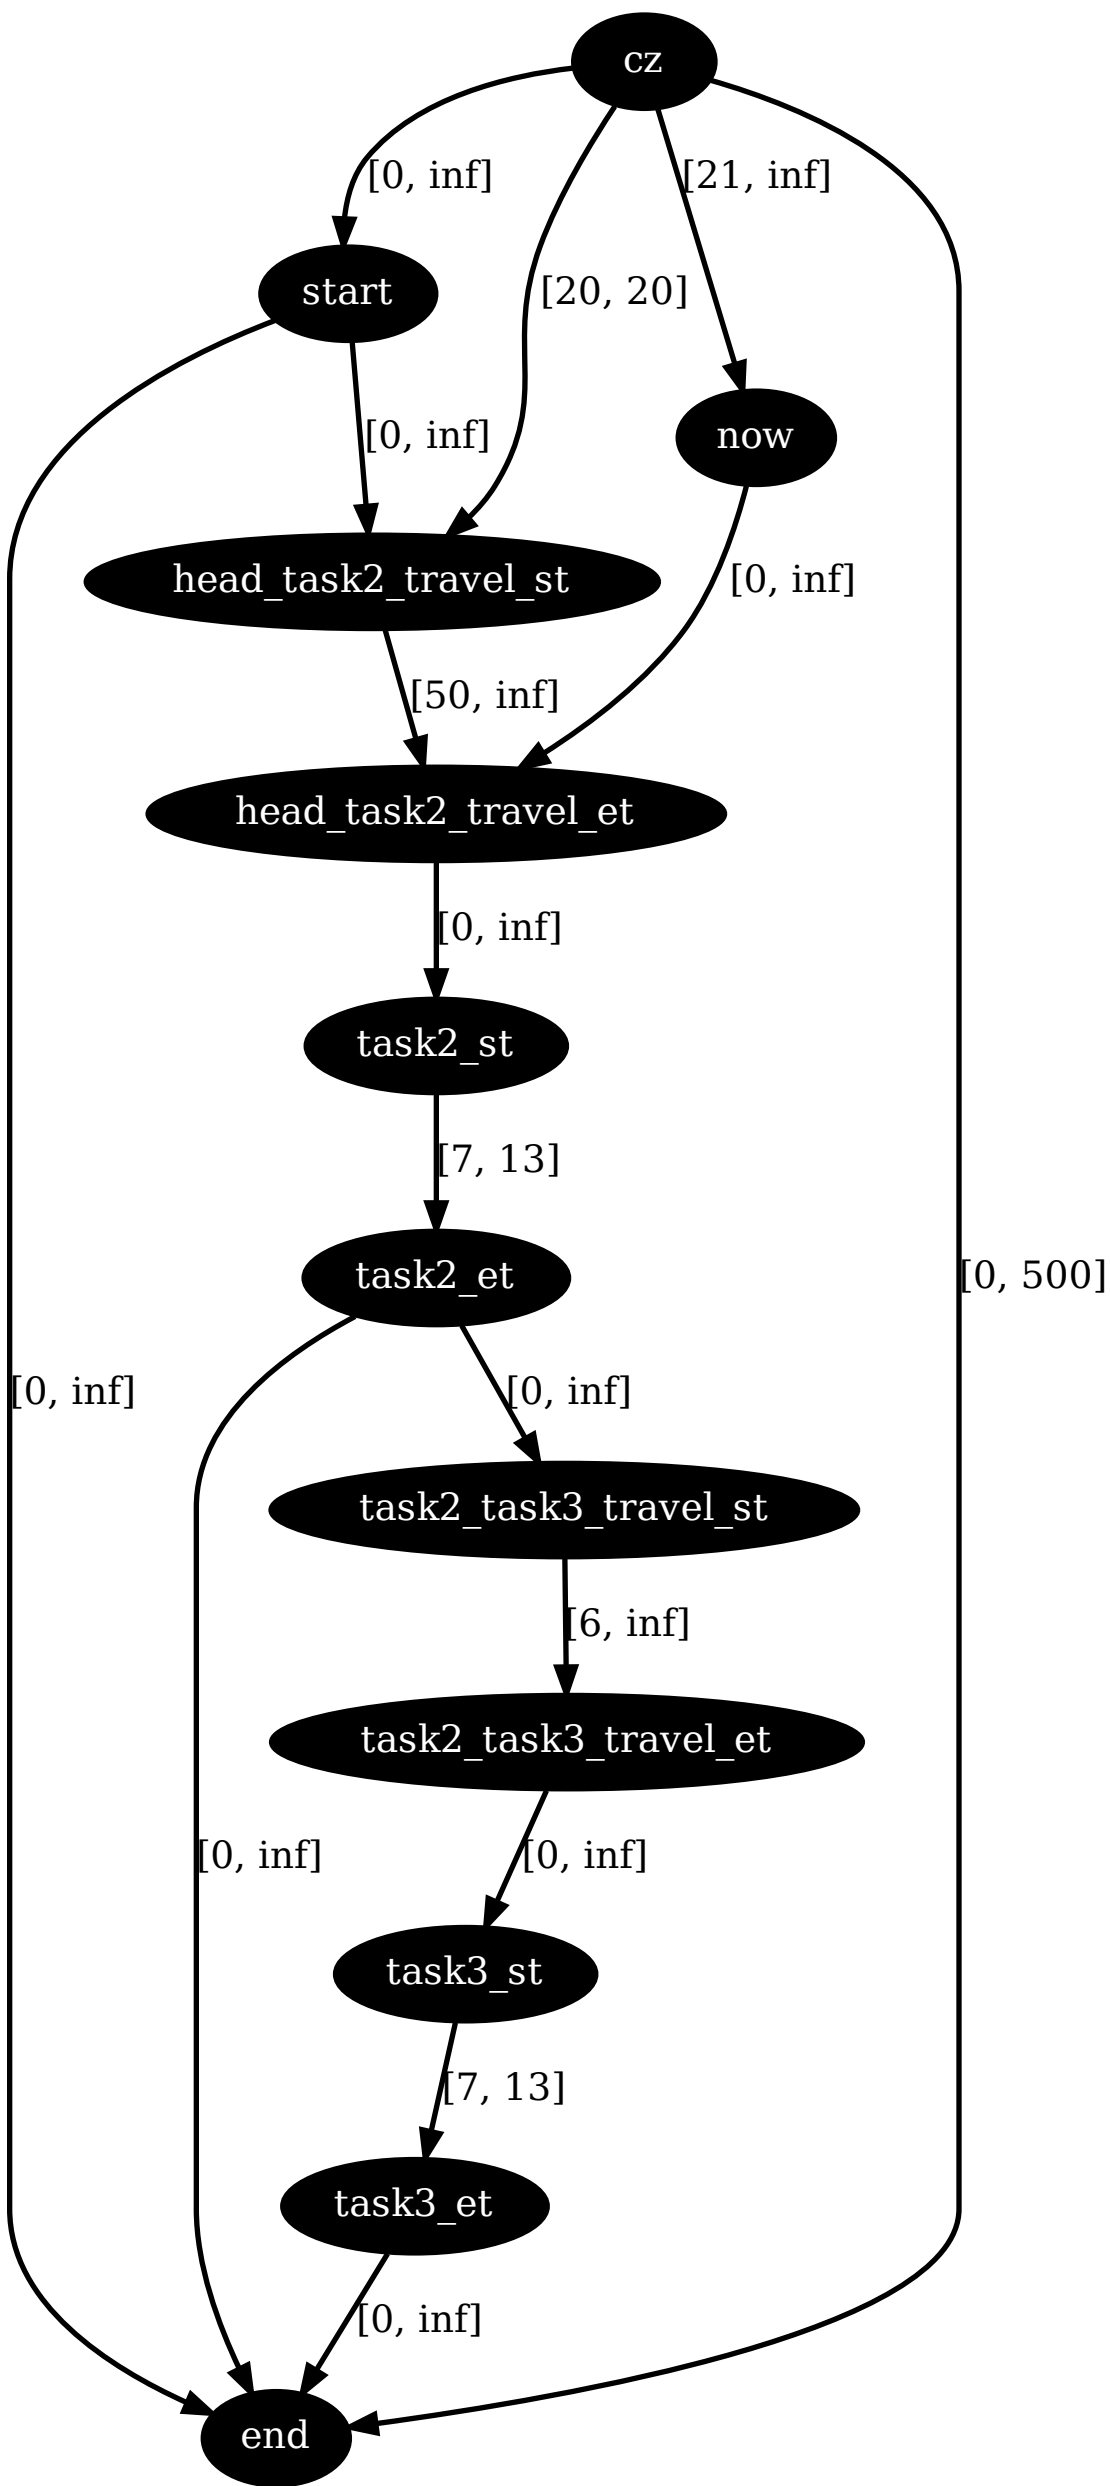 cz
[0, inf]
[21, inf]
start
[20, 20]
[0, inf]
now
head_task2_travel_st
[0, inf]
[50, inf]
head_task2_travel_et
[0, inf]
task2_st
[7, 13]
task2_et
[0, 500]
[0, inf]
[0, inf]
task2_task3_travel_st
[6, inf]
task2_task3_travel_et
[0, inf]
[0, inf]
task3_st
[7, 13]
task3_et
[0, inf]
end